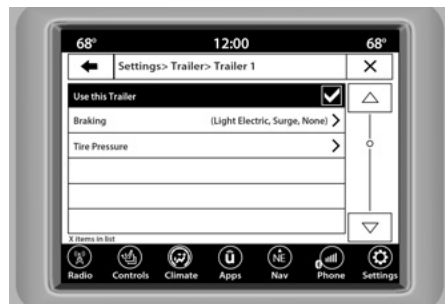 68° 12:00 68°
Settings> Trailer> Trailer 1
Use this Trailer
Braking (Light Electric, Surge, None)
Tire Pressure
X items in list
Radio Controls Climate Apps Nav Phone Settings
ū NE